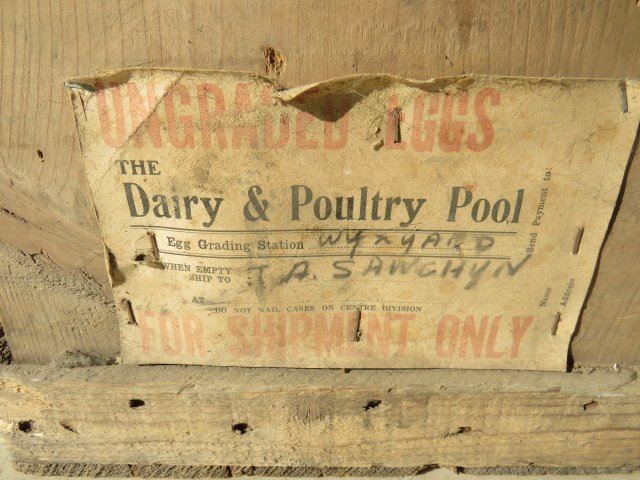 UNGRADED EGGS
THE
Dairy & Poultry Pool
Egg Grading Station WYNYARD
WHEN EMPTY
SHIP TO T.A. SAWCHYN
AT
DO NOT NAIL CASES ON CENTRE DIVISION
FOR SHIPMENT ONLY
Send Payment to:
Name
Address